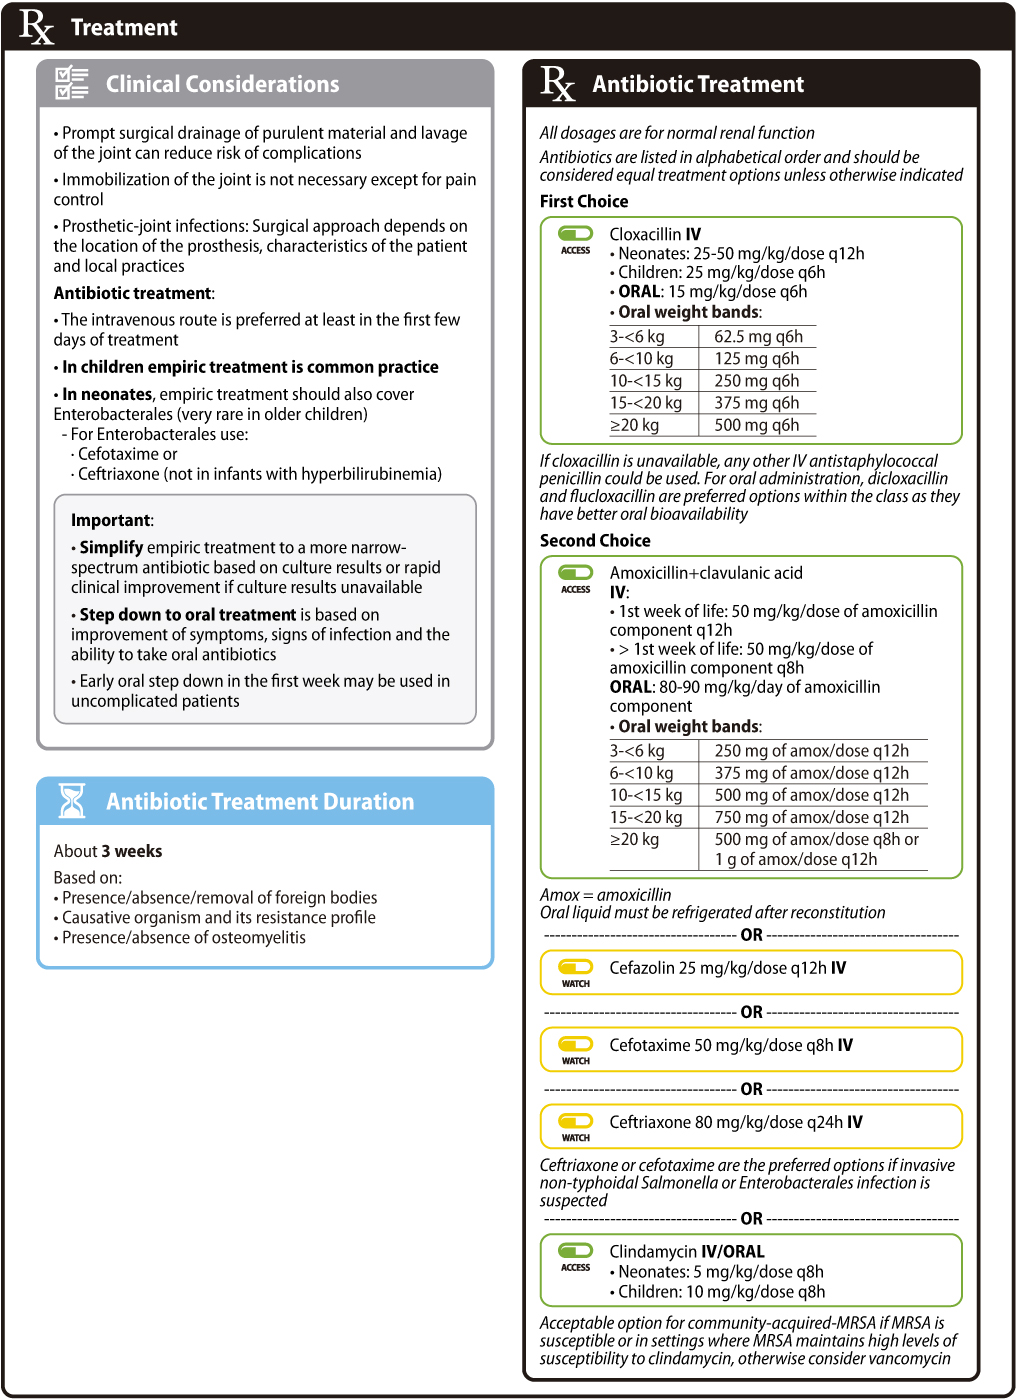 Rx Treatment
Clinical Considerations
• Prompt surgical drainage of purulent material and lavage
of the joint can reduce risk of complications
• Immobilization of the joint is not necessary except for pain
control
• Prosthetic-joint infections: Surgical approach depends on
the location of the prosthesis, characteristics of the patient
and local practices
Antibiotic treatment:
• The intravenous route is preferred at least in the first few
days of treatment
• In children empiric treatment is common practice
• In neonates, empiric treatment should also cover
Enterobacterales (very rare in older children)
- For Enterobacterales use:
· Cefotaxime or
· Ceftriaxone (not in infants with hyperbilirubinemia)
Important:
• Simplify empiric treatment to a more narrow-
spectrum antibiotic based on culture results or rapid
clinical improvement if culture results unavailable
• Step down to oral treatment is based on
improvement of symptoms, signs of infection and the
ability to take oral antibiotics
• Early oral step down in the first week may be used in
uncomplicated patients
Antibiotic Treatment Duration
About 3 weeks
Based on:
• Presence/absence/removal of foreign bodies
• Causative organism and its resistance profile
• Presence/absence of osteomyelitis
Rx Antibiotic Treatment
All dosages are for normal renal function
Antibiotics are listed in alphabetical order and should be
considered equal treatment options unless otherwise indicated
First Choice
ACCESS
Cloxacillin IV
• Neonates: 25-50 mg/kg/dose q12h
• Children: 25 mg/kg/dose q6h
• ORAL: 15 mg/kg/dose q6h
• Oral weight bands:
3-<6 kg 62.5 mg q6h
6-<10 kg 125 mg q6h
10-<15 kg 250 mg q6h
15-<20 kg 375 mg q6h
≥20 kg 500 mg q6h
If cloxacillin is unavailable, any other IV antistaphylococcal
penicillin could be used. For oral administration, dicloxacillin
and flucloxacillin are preferred options within the class as they
have better oral bioavailability
Second Choice
ACCESS
Amoxicillin+clavulanic acid
IV:
• 1st week of life: 50 mg/kg/dose of amoxicillin
component q12h
• > 1st week of life: 50 mg/kg/dose of
amoxicillin component q8h
ORAL: 80-90 mg/kg/day of amoxicillin
component
• Oral weight bands:
3-<6 kg 250 mg of amox/dose q12h
6-<10 kg 375 mg of amox/dose q12h
10-<15 kg 500 mg of amox/dose q12h
15-<20 kg 750 mg of amox/dose q12h
≥20 kg 500 mg of amox/dose q8h or
1 g of amox/dose q12h
Amox = amoxicillin
Oral liquid must be refrigerated after reconstitution
----------------------------------- OR -----------------------------------
WATCH
Cefazolin 25 mg/kg/dose q12h IV
----------------------------------- OR -----------------------------------
WATCH
Cefotaxime 50 mg/kg/dose q8h IV
----------------------------------- OR -----------------------------------
WATCH
Ceftriaxone 80 mg/kg/dose q24h IV
Ceftriaxone or cefotaxime are the preferred options if invasive
non-typhoidal Salmonella or Enterobacterales infection is
suspected
----------------------------------- OR -----------------------------------
ACCESS
Clindamycin IV/ORAL
• Neonates: 5 mg/kg/dose q8h
• Children: 10 mg/kg/dose q8h
Acceptable option for community-acquired-MRSA if MRSA is
susceptible or in settings where MRSA maintains high levels of
susceptibility to clindamycin, otherwise consider vancomycin